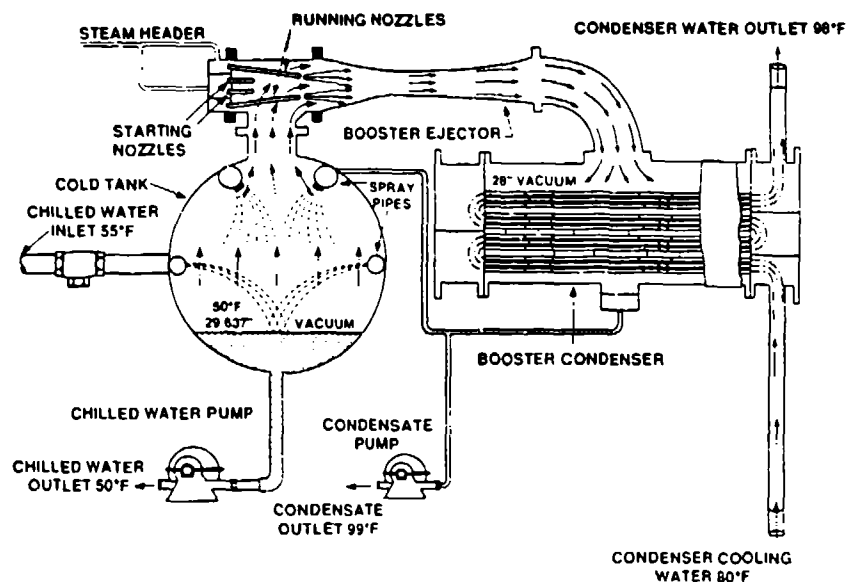 RUNNING NOZZLES
CONDENSER WATER OUTLET 98°F
STEAM HEADER
STARTING
NOZZLES
BOOSTER EJECTOR
COLD TANK
SPRAY
PIPES
28" VACUUM
CHILLED WATER
INLET 55°F
50°F
29 637" VACUUM
BOOSTER CONDENSER
CHILLED WATER PUMP
CONDENSATE
PUMP
CHILLED WATER
OUTLET 50°F
CONDENSATE
OUTLET 99°F
CONDENSER COOLING
WATER 80°F